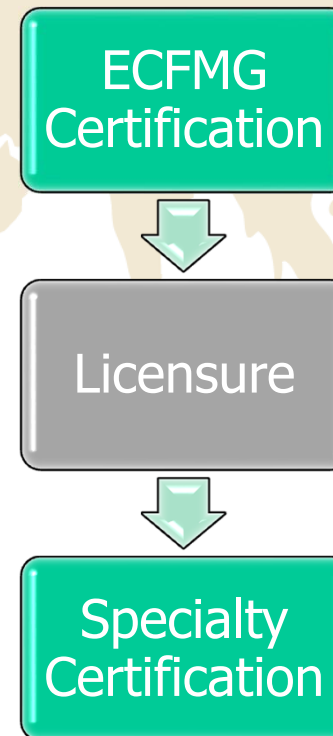 ECFMG
Certification
Licensure
Specialty
Certification